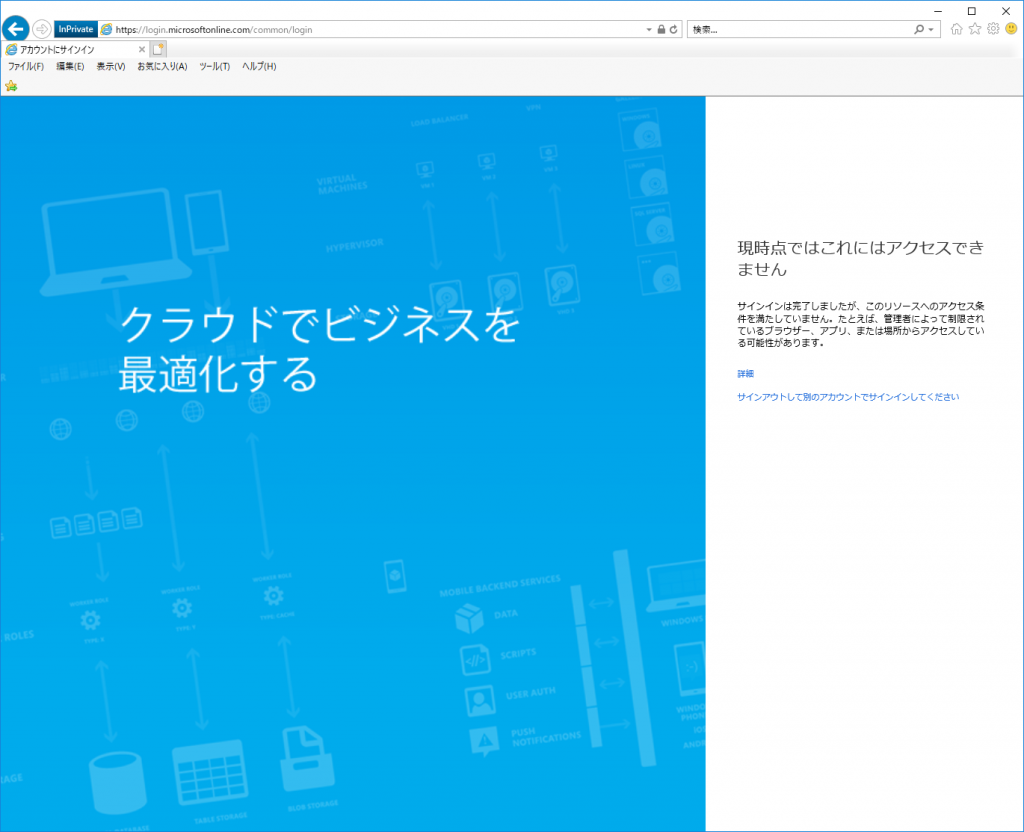 InPrivate
https://login.microsoftonline.com/common/login
検索...
アカウントにサインイン
ファイル(F) 編集(E) 表示(V) お気に入り(A) ツール(T) ヘルプ(H)
LOAD BALANCER
VIRTUAL
MACHINES
HYPERVISOR
クラウドでビジネスを
最適化する
WORKER ROLE
WORKER ROLE
WORKER ROLE
ROLES
MOBILE BACKEND SERVICES
DATA
SCRIPTS
USER AUTH
PUSH
NOTIFICATIONS
WINDOWS
TABLE STORAGE
BLOB STORAGE
現時点ではこれにはアクセスでき
ません
サインインは完了しましたが、このリソースへのアクセス条
件を満たしていません。たとえば、管理者によって制限され
ているブラウザー、アプリ、または場所からアクセスしてい
る可能性があります。
詳細
サインアウトして別のアカウントでサインインしてください